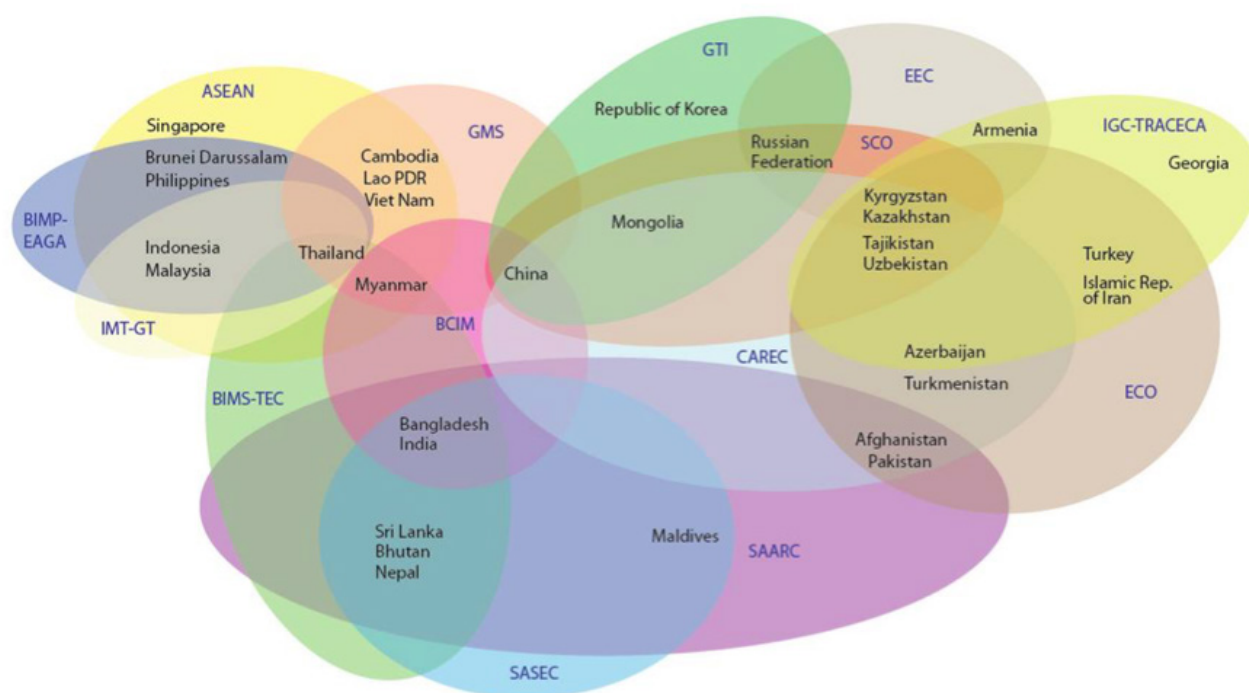 GTI
EEC
ASEAN
Singapore
Republic of Korea
GMS
Armenia
IGC-TRACECA
Brunei Darussalam
Philippines
Cambodia
Lao PDR
Viet Nam
Russian
Federation
SCO
Georgia
BIMP-
EAGA
Kyrgyzstan
Kazakhstan
Mongolia
Indonesia
Malaysia
Thailand
Tajikistan
Uzbekistan
Turkey
Myanmar
China
Islamic Rep.
of Iran
IMT-GT
BCIM
CAREC
Azerbaijan
Turkmenistan
BIMS-TEC
ECO
Bangladesh
India
Afghanistan
Pakistan
Sri Lanka
Bhutan
Nepal
Maldives
SAARC
SASEC